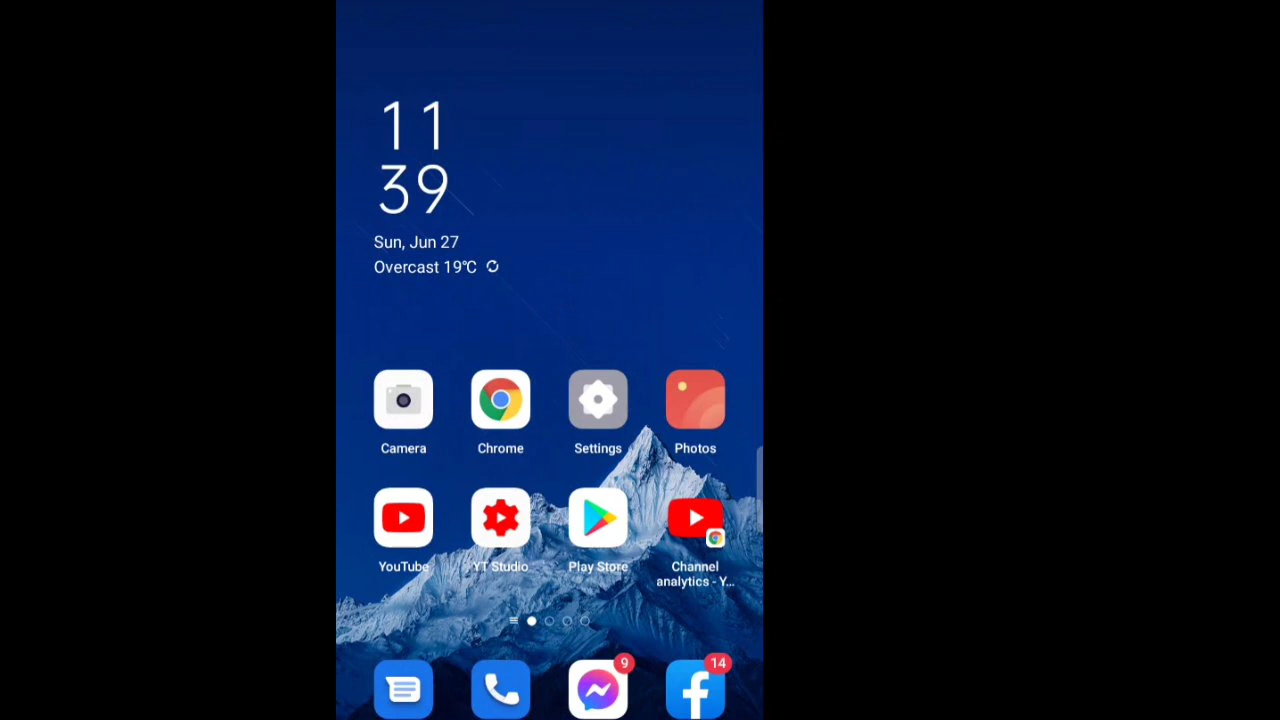 11
39
Sun, Jun 27
Overcast 19℃
Camera Chrome Settings Photos
YouTube YT Studio Play Store Channel
analytics - Y...
9 14